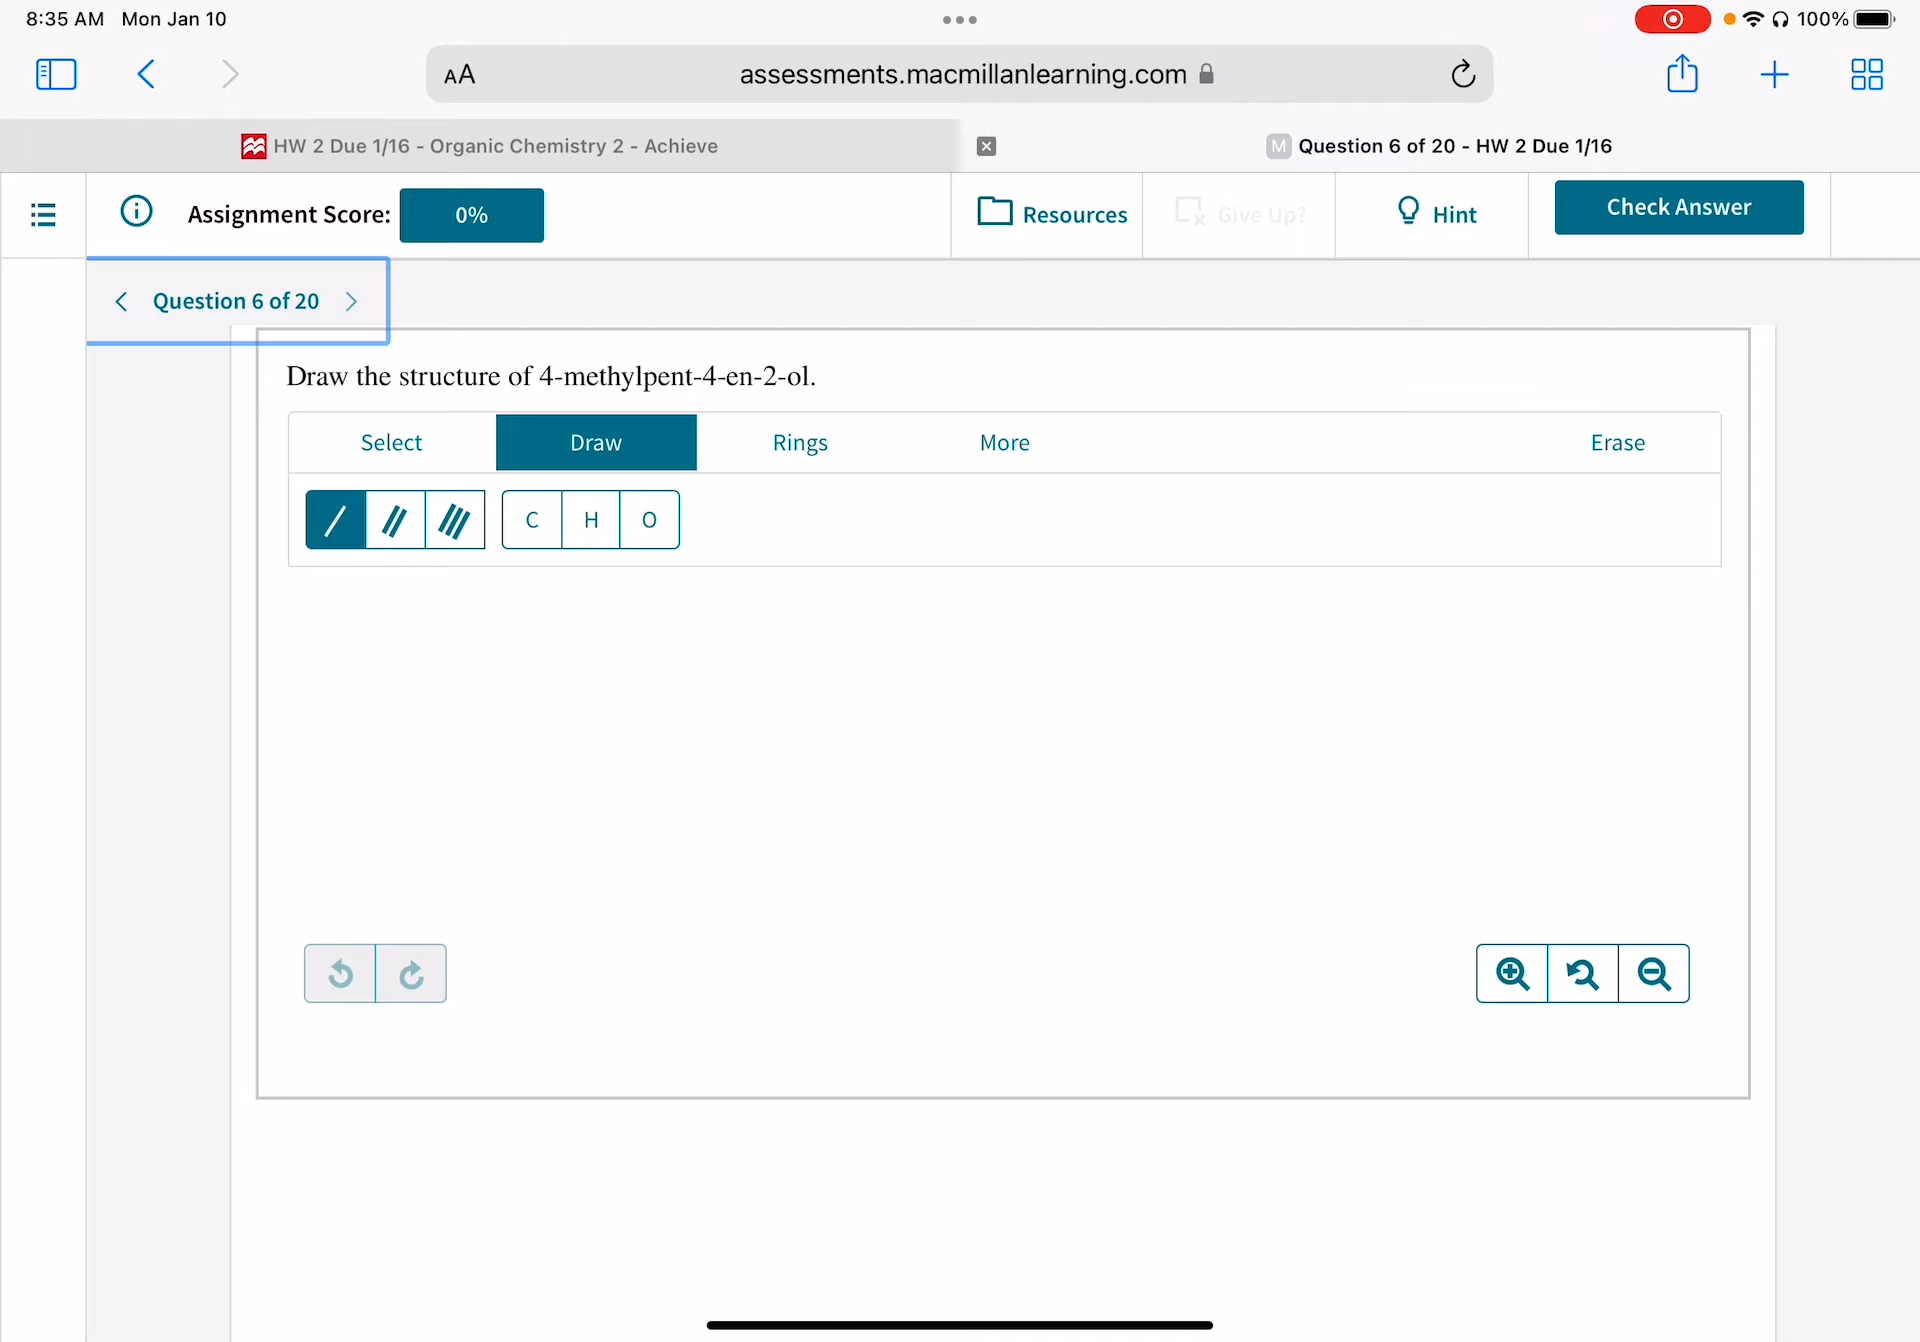 8:35 AM Mon Jan 10
100%
AA
assessments.macmillanlearning.com
HW 2 Due 1/16 - Organic Chemistry 2 - Achieve
M Question 6 of 20 - HW 2 Due 1/16
Assignment Score: 0%
Resources
Give Up?
Hint
Check Answer
Question 6 of 20
Draw the structure of 4-methylpent-4-en-2-ol.
Select Draw Rings More Erase
C H O